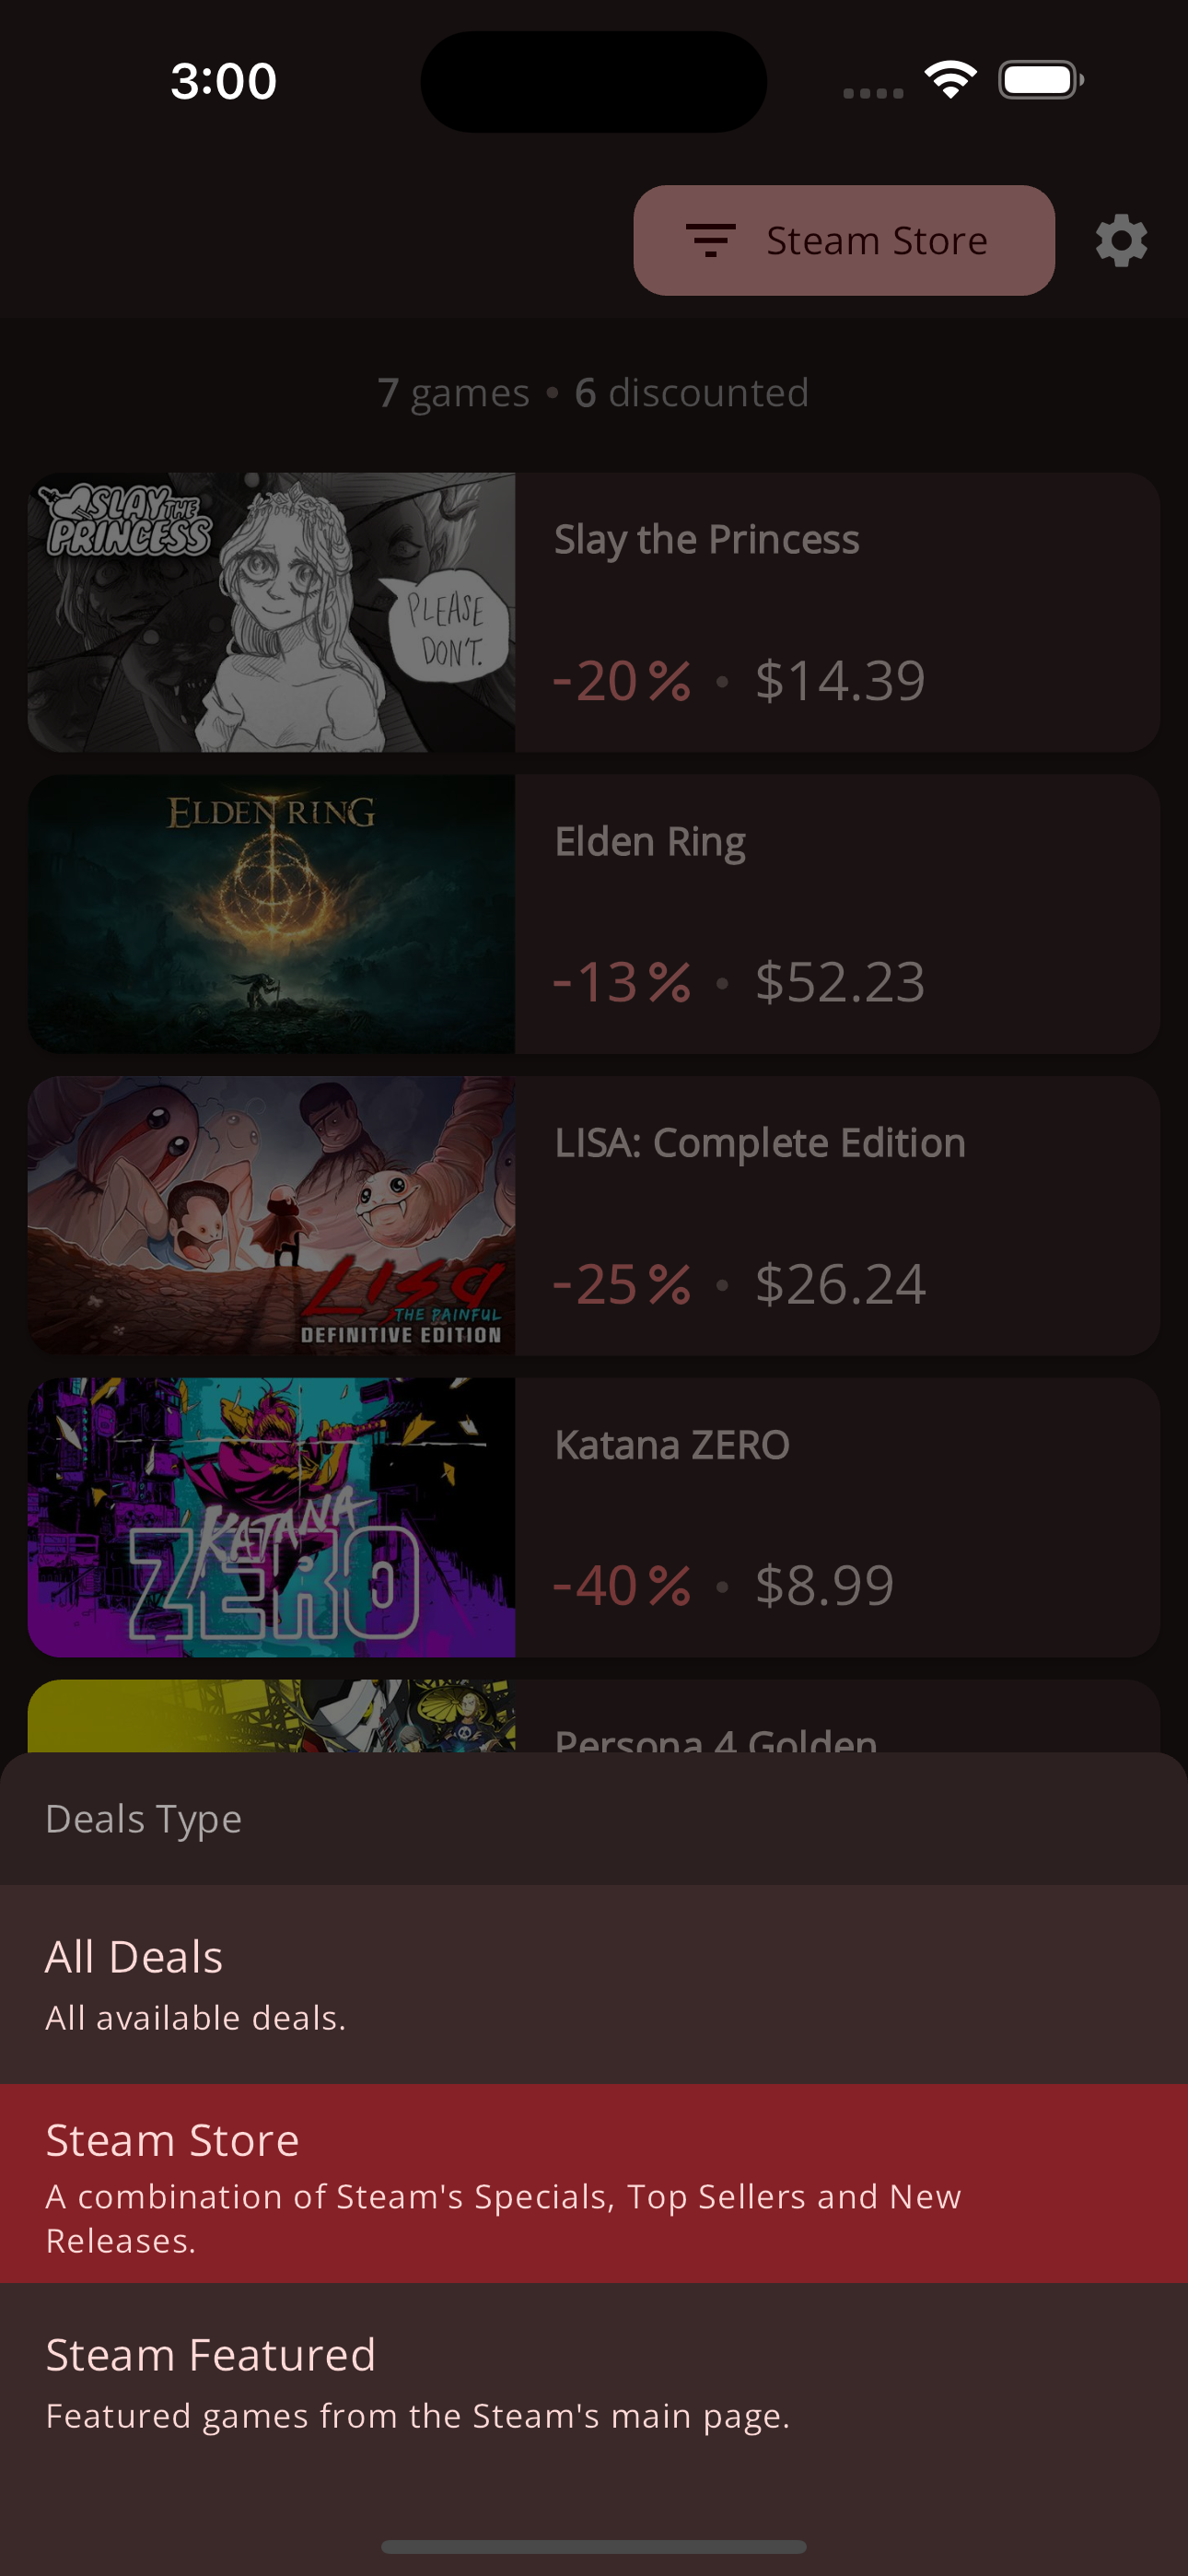 3:00
Steam Store
7 games • 6 discounted
SLAY THE
PRINCESS
PLEASE
DON'T.
Slay the Princess
-20% • $14.39
ELDEN RING
Elden Ring
-13% • $52.23
LISA
THE PAINFUL
DEFINITIVE EDITION
LISA: Complete Edition
-25% • $26.24
KATANA
ZERO
Katana ZERO
-40% • $8.99
Persona 4 Golden
Deals Type
All Deals
All available deals.
Steam Store
A combination of Steam's Specials, Top Sellers and New
Releases.
Steam Featured
Featured games from the Steam's main page.